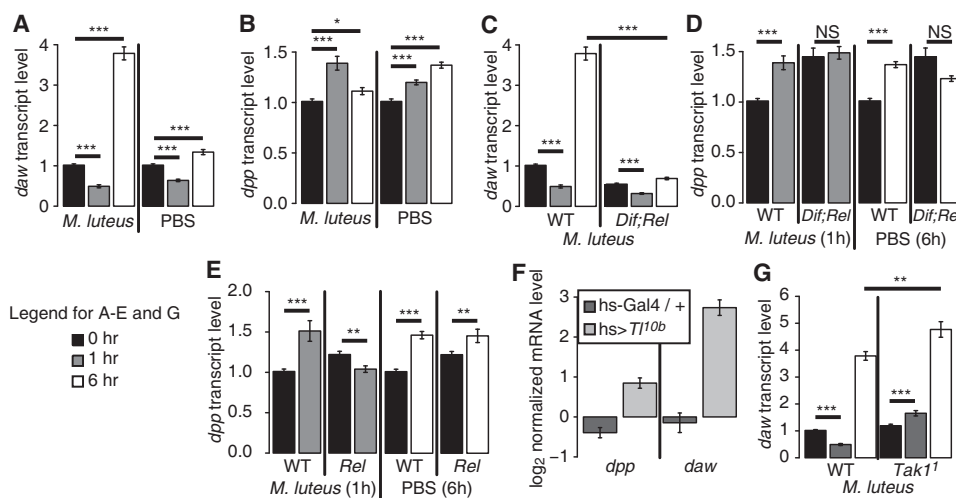 A
daw transcript level
4
3
2
1
0
***
***
***
***
M. luteus
PBS
B
dpp transcript level
1.5
1.0
0.5
0
*
***
***
***
M. luteus
PBS
C
daw transcript level
4
3
2
1
0
***
***
***
WT
Dif;Rel
M. luteus
D
dpp transcript level
1.5
1.0
0.5
0
***
NS
***
NS
WT
Dif;Rel
WT
Dif;Rel
M. luteus (1h)
PBS (6h)
Legend for A-E and G
0 hr
1 hr
6 hr
E
dpp transcript level
2.0
1.5
1.0
0.5
0.0
***
**
***
**
WT
Rel
WT
Rel
M. luteus (1h)
PBS (6h)
F
log2 normalized mRNA level
3
2
1
0
−1
hs-Gal4 / +
hs>Tl10b
dpp
daw
G
daw transcript level
5
4
3
2
1
0
**
***
***
WT
Tak11
M. luteus